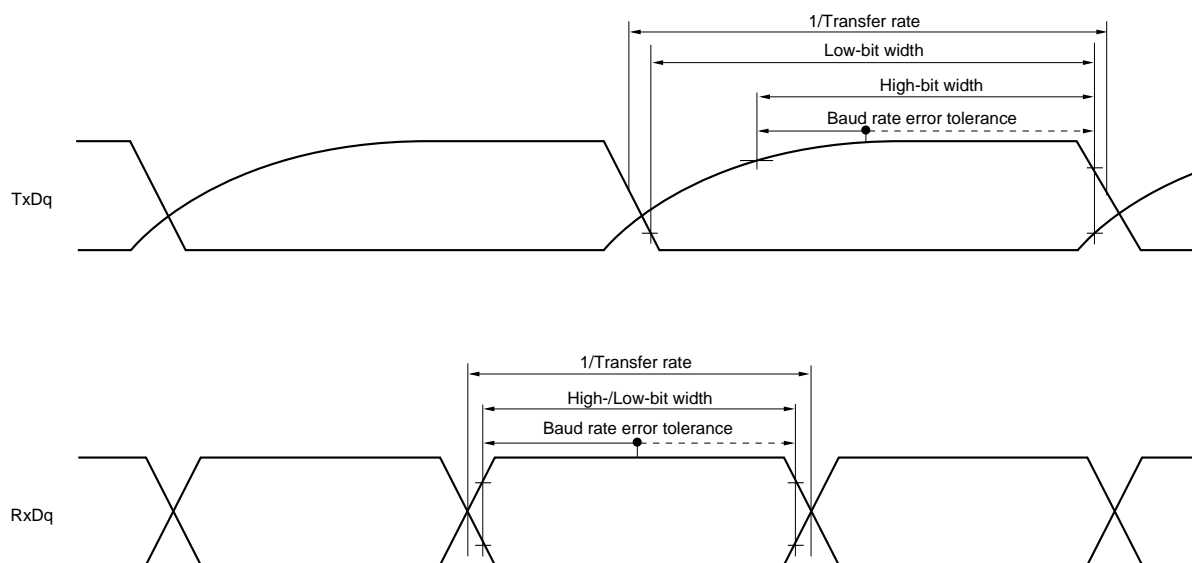 1/Transfer rate
Low-bit width
High-bit width
Baud rate error tolerance
TxDq
1/Transfer rate
High-/Low-bit width
Baud rate error tolerance
RxDq